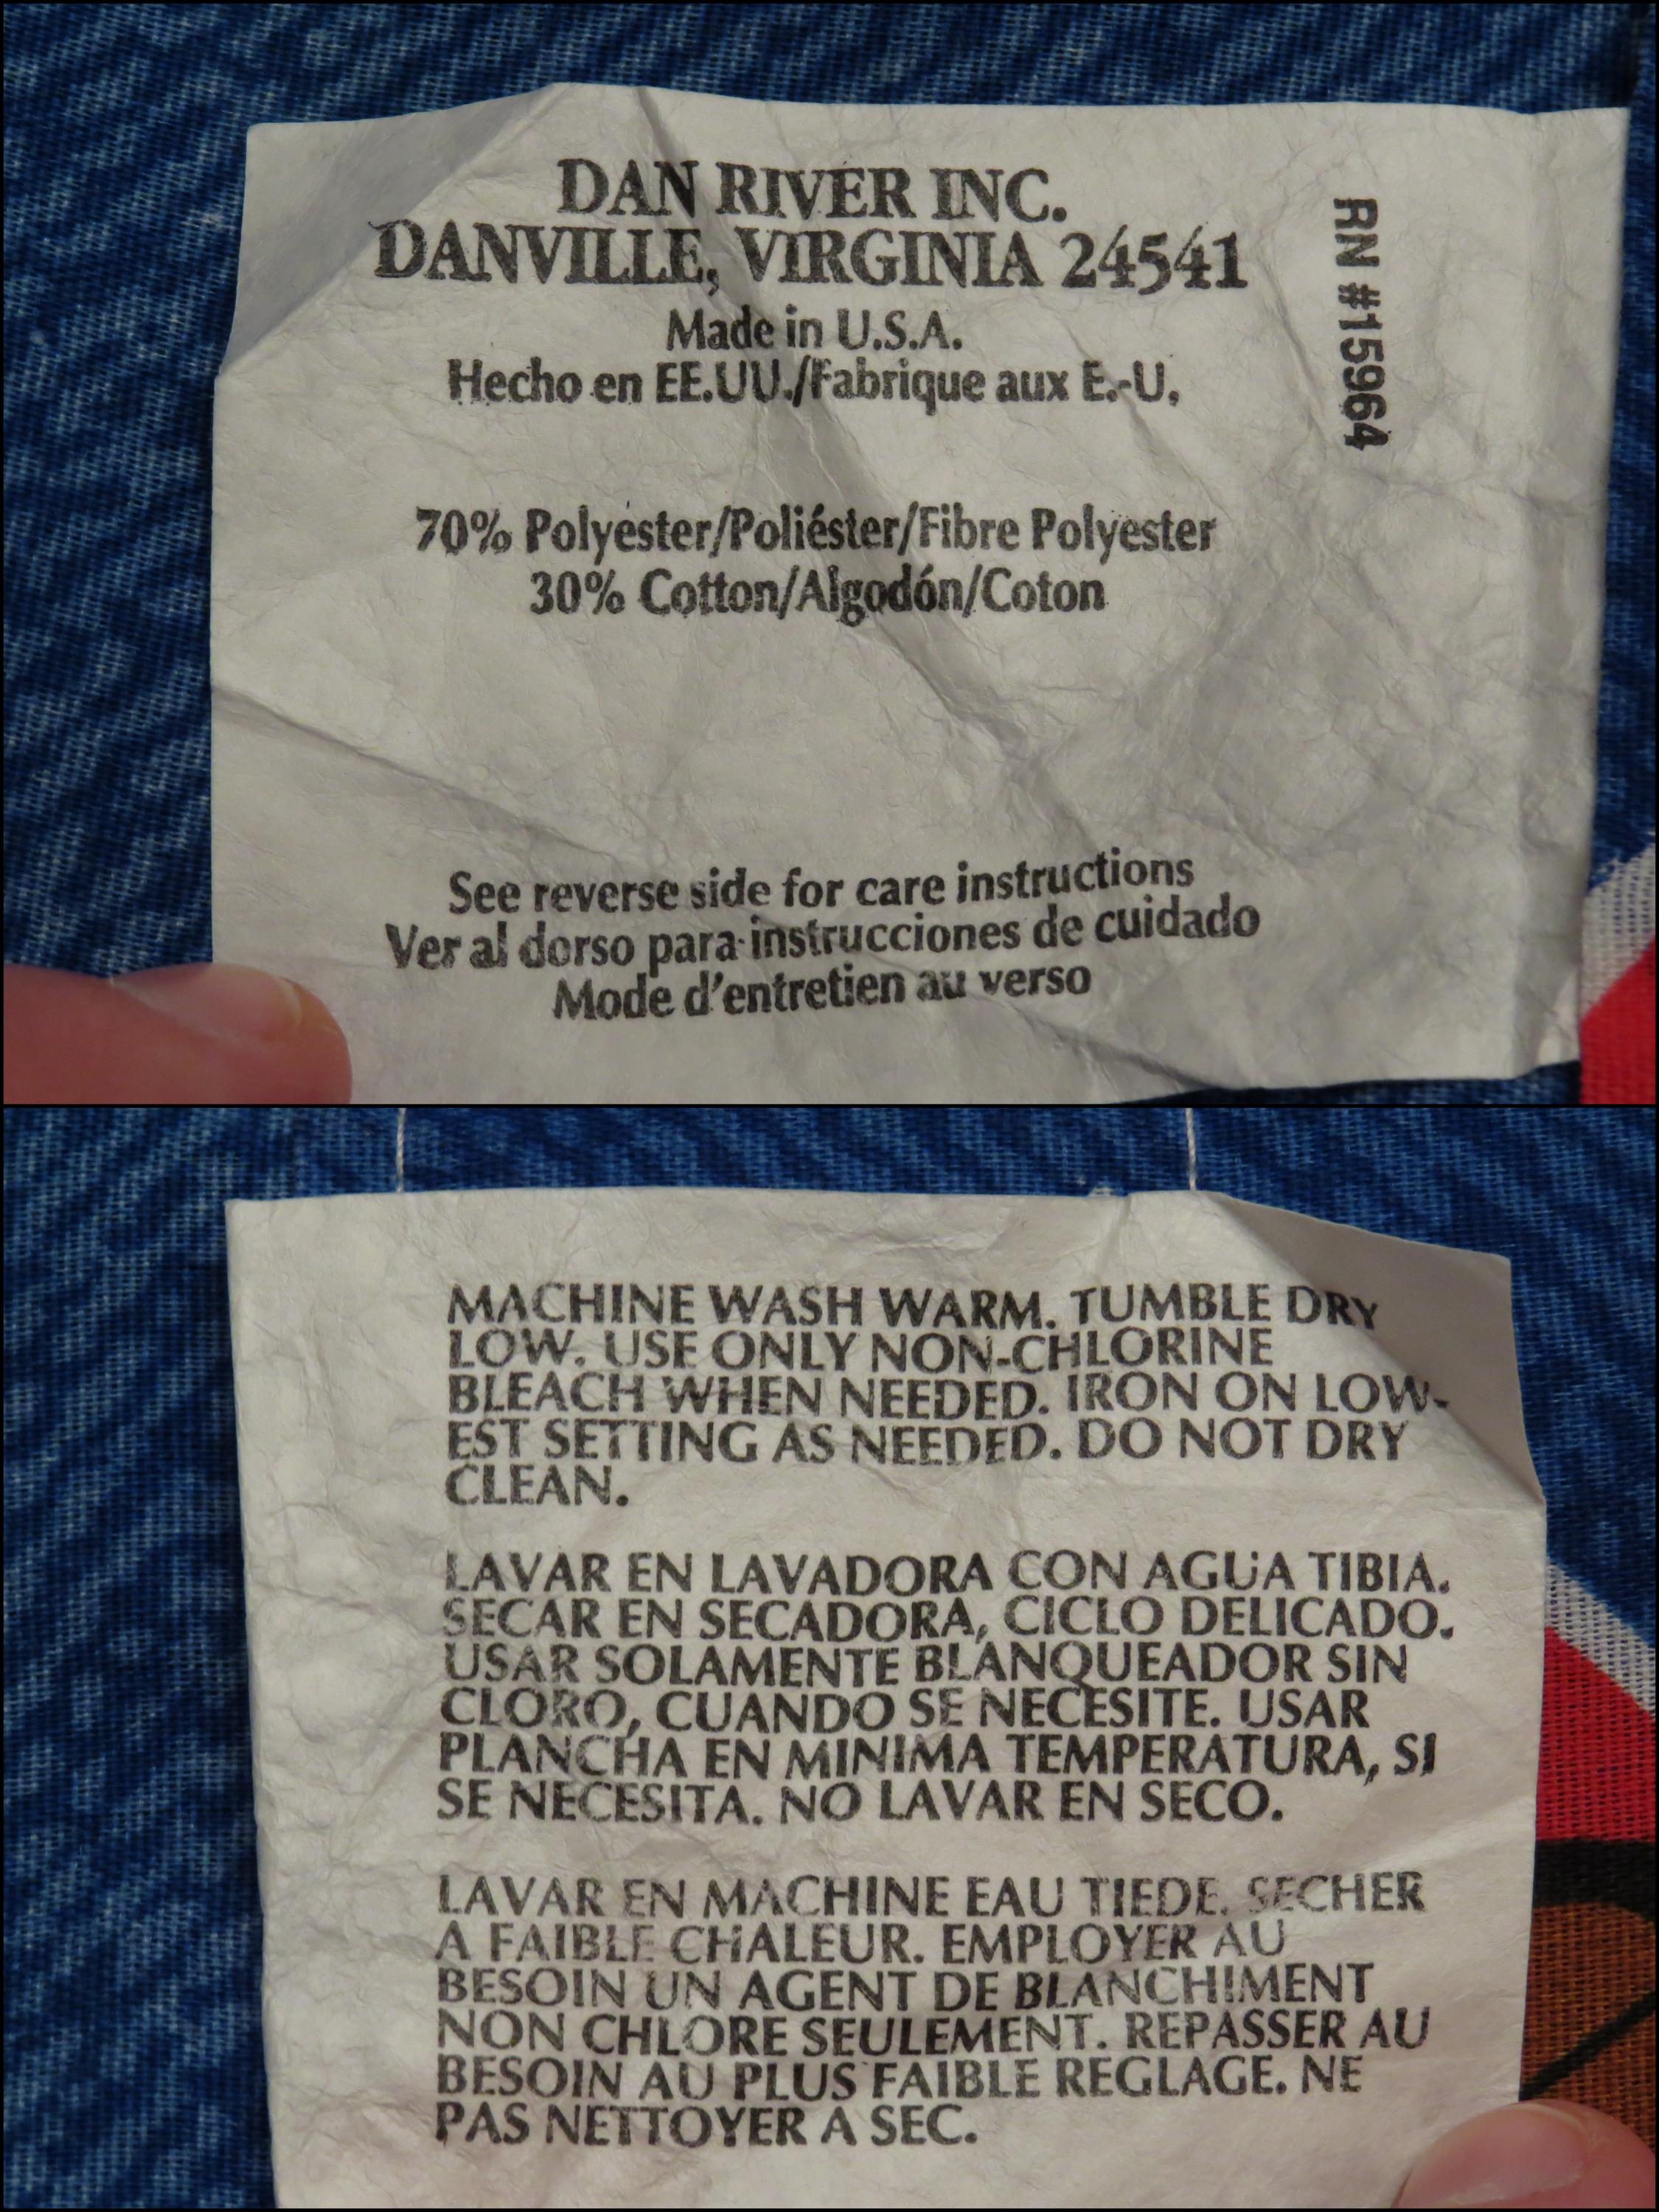 DAN RIVER INC.
DANVILLE, VIRGINIA 24541
Made in U.S.A.
Hecho en EE.UU./Fabrique aux E.-U.
RN #15964
70% Polyester/Poliéster/Fibre Polyester
30% Cotton/Algodón/Coton
See reverse side for care instructions
Ver al dorso para instrucciones de cuidado
Mode d'entretien au verso
MACHINE WASH WARM. TUMBLE DRY
LOW. USE ONLY NON-CHLORINE
BLEACH WHEN NEEDED. IRON ON LOW-
EST SETTING AS NEEDED. DO NOT DRY
CLEAN.
LAVAR EN LAVADORA CON AGUA TIBIA.
SECAR EN SECADORA, CICLO DELICADO.
USAR SOLAMENTE BLANQUEADOR SIN
CLORO, CUANDO SE NECESITE. USAR
PLANCHA EN MINIMA TEMPERATURA, SI
SE NECESITA. NO LAVAR EN SECO.
LAVAR EN MACHINE EAU TIEDE. SECHER
A FAIBLE CHALEUR. EMPLOYER AU
BESOIN UN AGENT DE BLANCHIMENT
NON CHLORE SEULEMENT. REPASSER AU
BESOIN AU PLUS FAIBLE REGLAGE. NE
PAS NETTOYER A SEC.